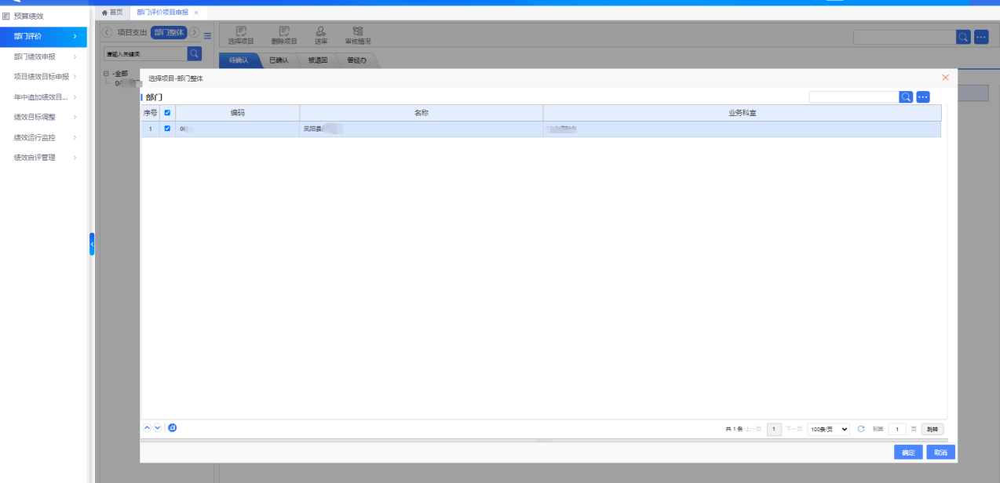 预算绩效
部门评价
部门绩效申报
项目绩效目标申报
年中追加绩效目...
绩效目标调整
绩效运行监控
绩效自评管理
首页
部门评价项目申报
项目支出 部门整体
请输入关键词
-全部
选择项目 删除项目 送审 审核情况
待确认 已确认 被退回 曾经办
选择项目-部门整体
部门
序号 编码 名称 业务科室
1 凤阳县
共 1 条 上一页 1 下一页 100条/页 到第 1 页 跳转
确定 取消